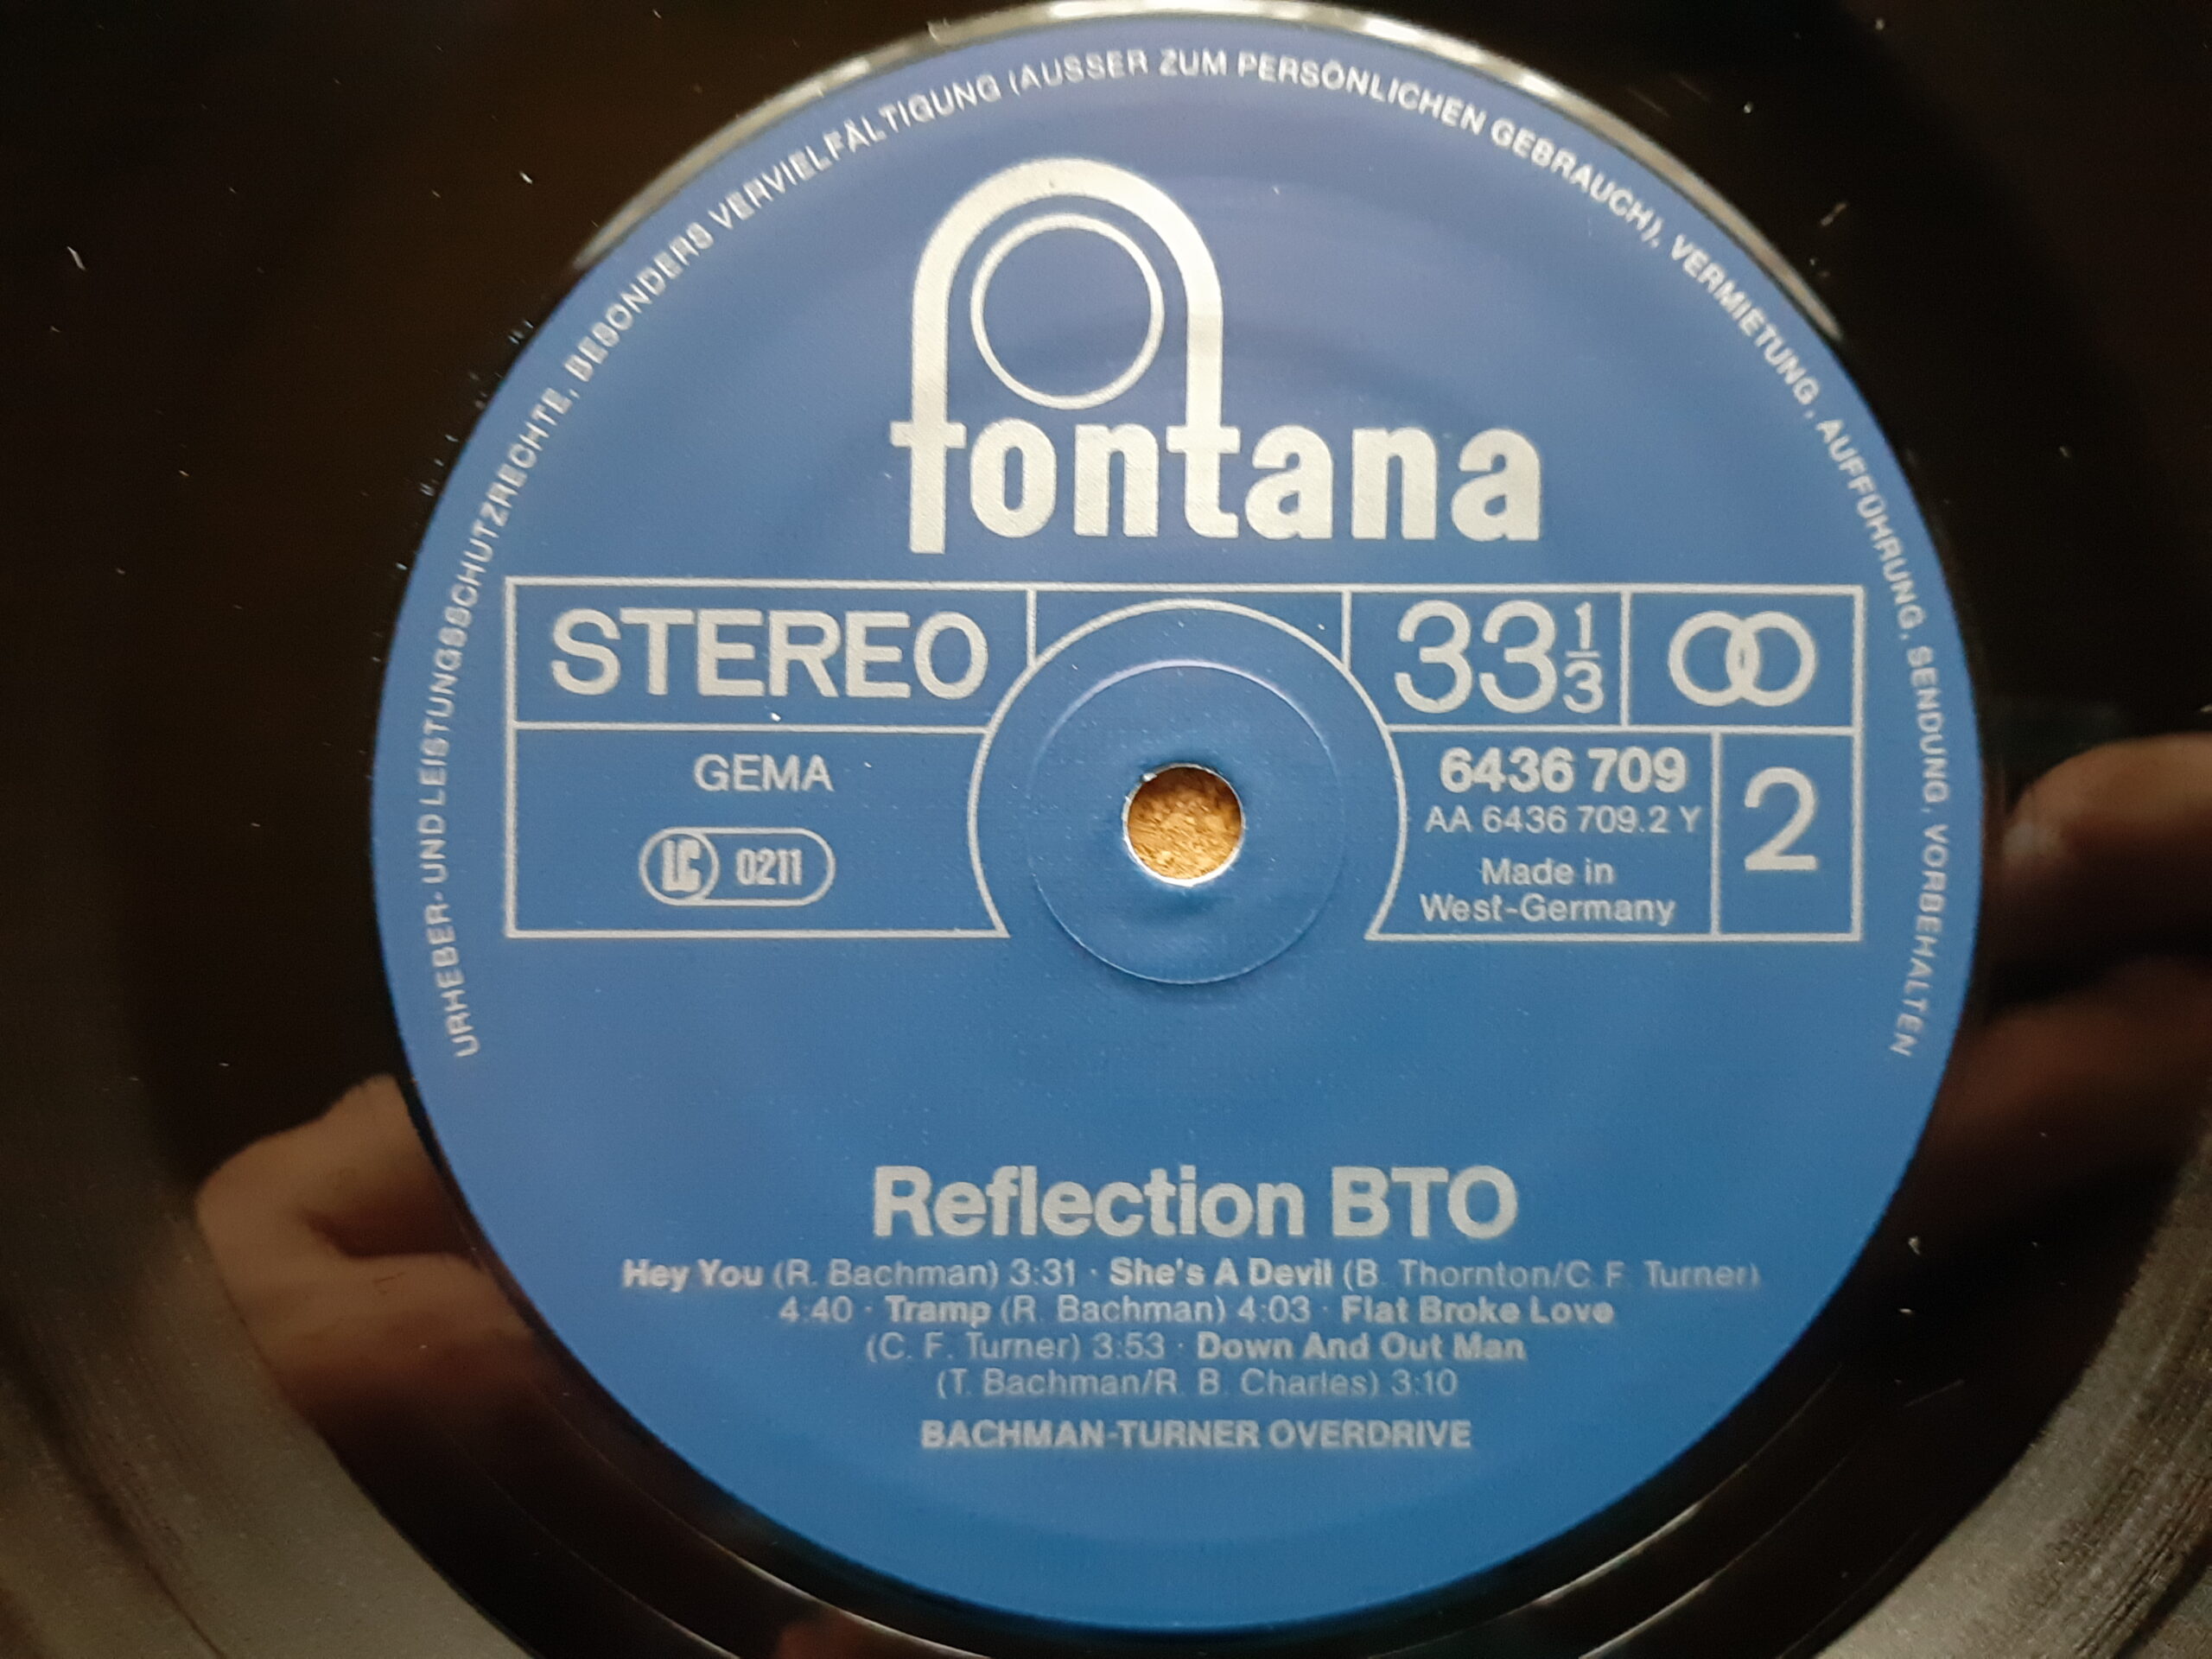 URHEBER- UND LEISTUNGSSCHUTZRECHTE, BESONDERS VERVIELFÄLTIGUNG (AUSSER ZUM PERSÖNLICHEN GEBRAUCH), VERMIETUNG, AUFFÜHRUNG, SENDUNG, VORBEHALTEN
fontana
STEREO
33 1/3
GEMA
LC 0211
6436 709
AA 6436 709.2 Y
Made in
West-Germany
2
Reflection BTO
Hey You (R. Bachman) 3:31 · She's A Devil (B. Thornton/C. F. Turner)
4:40 · Tramp (R. Bachman) 4:03 · Flat Broke Love
(C. F. Turner) 3:53 · Down And Out Man
(T. Bachman/R. B. Charles) 3:10
BACHMAN-TURNER OVERDRIVE